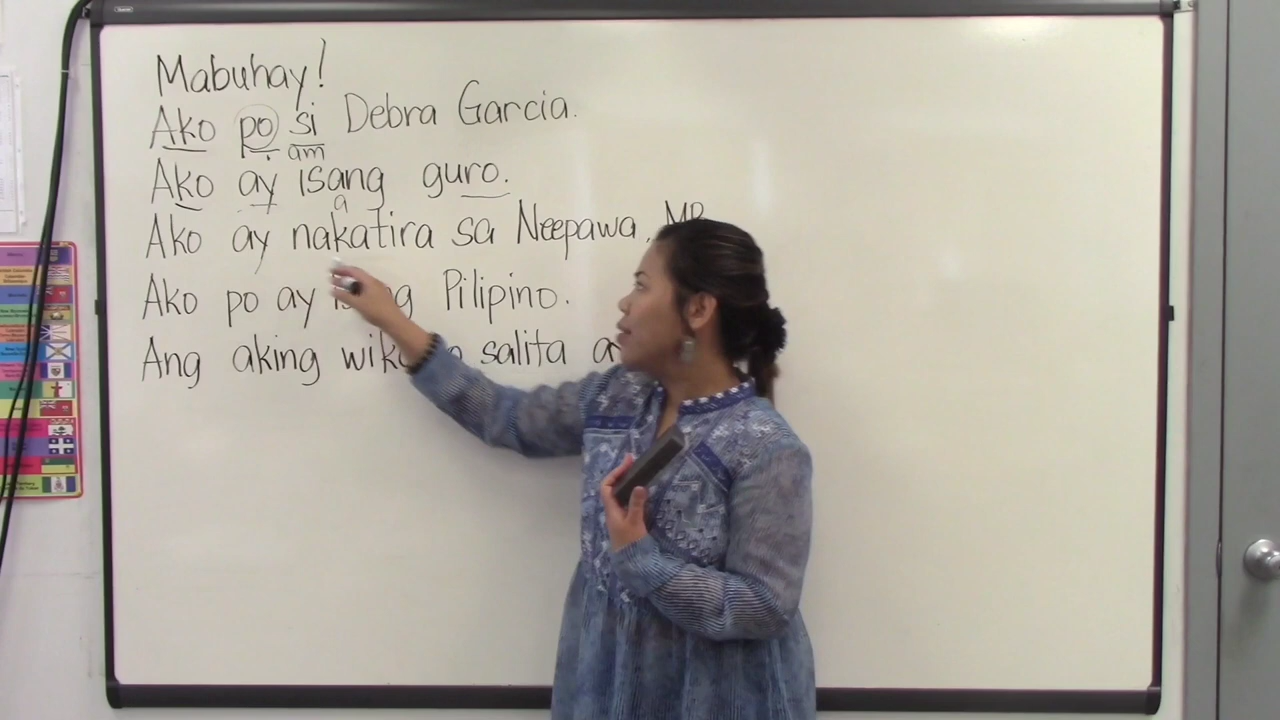 Mabuhay!
Ako po si Debra Garcia.
am
Ako ay isang guro.
a
Ako ay nakatira sa Neepawa,
Ako po ay Pilipino.
Ang aking salita